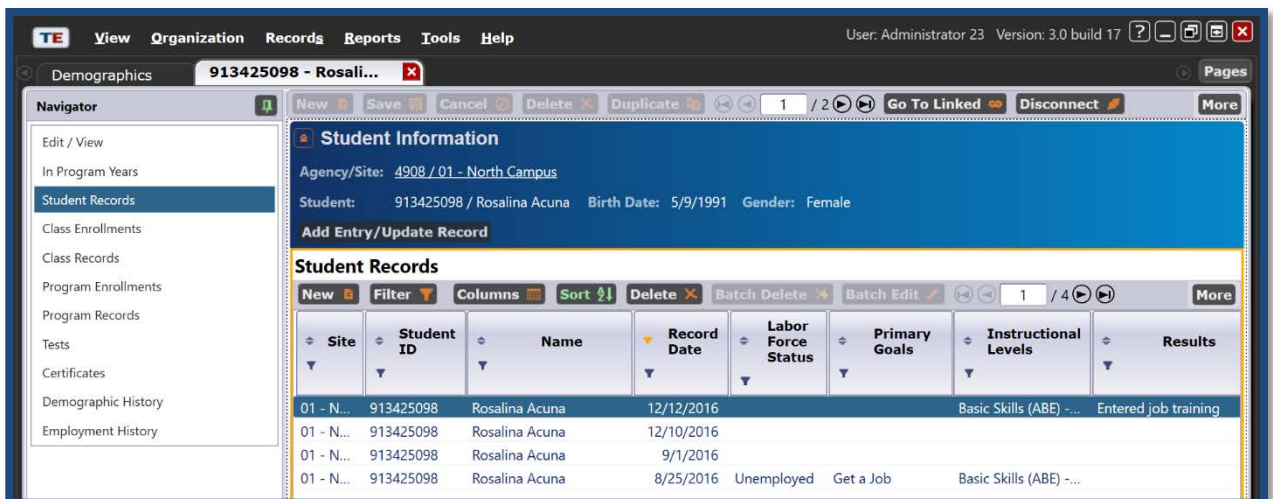 TE View Organization Records Reports Tools Help User: Administrator 23 Version: 3.0 build 17 ?
Demographics 913425098 - Rosali... Pages
Navigator
New Save Cancel Delete Duplicate 1 / 2 Go To Linked Disconnect More
Edit / View
In Program Years
Student Records
Class Enrollments
Class Records
Program Enrollments
Program Records
Tests
Certificates
Demographic History
Employment History
Student Information
Agency/Site: 4908 / 01 - North Campus
Student: 913425098 / Rosalina Acuna Birth Date: 5/9/1991 Gender: Female
Add Entry/Update Record
Student Records
New Filter Columns Sort Delete Batch Delete Batch Edit 1 / 4 More
Site Student ID Name Record Date Labor Force Status Primary Goals Instructional Levels Results
01 - N... 913425098 Rosalina Acuna 12/12/2016 Basic Skills (ABE) -... Entered job training
01 - N... 913425098 Rosalina Acuna 12/10/2016
01 - N... 913425098 Rosalina Acuna 9/1/2016
01 - N... 913425098 Rosalina Acuna 8/25/2016 Unemployed Get a Job Basic Skills (ABE) -...